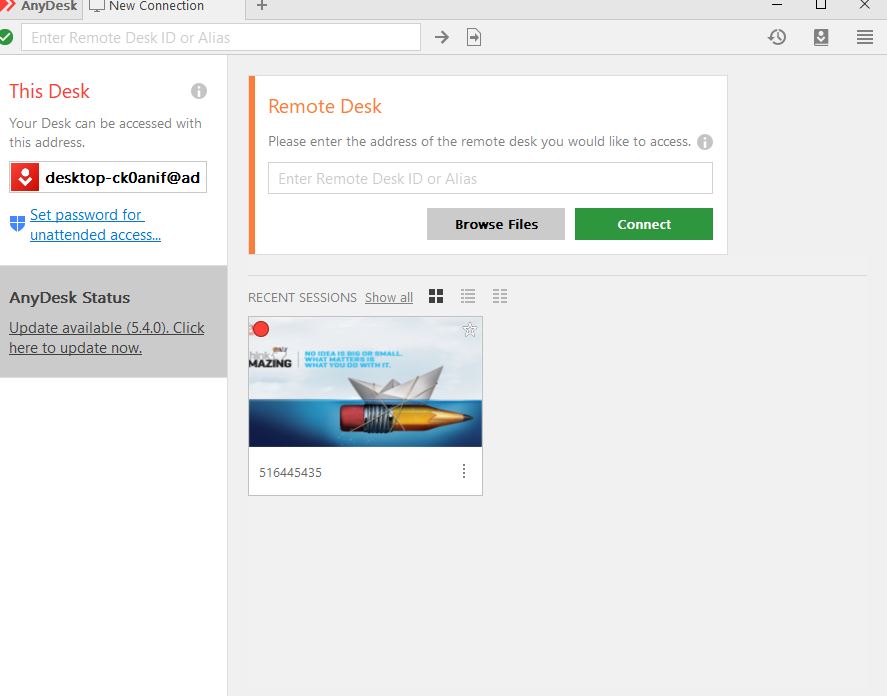 AnyDesk
New Connection
Enter Remote Desk ID or Alias
This Desk
Your Desk can be accessed with
this address.
desktop-ck0anif@ad
Set password for
unattended access...
AnyDesk Status
Update available (5.4.0). Click
here to update now.
Remote Desk
Please enter the address of the remote desk you would like to access.
Enter Remote Desk ID or Alias
Browse Files
Connect
RECENT SESSIONS
Show all
NO IDEA IS BIG OR SMALL.
WHAT MATTERS IS
WHAT YOU DO WITH IT.
516445435